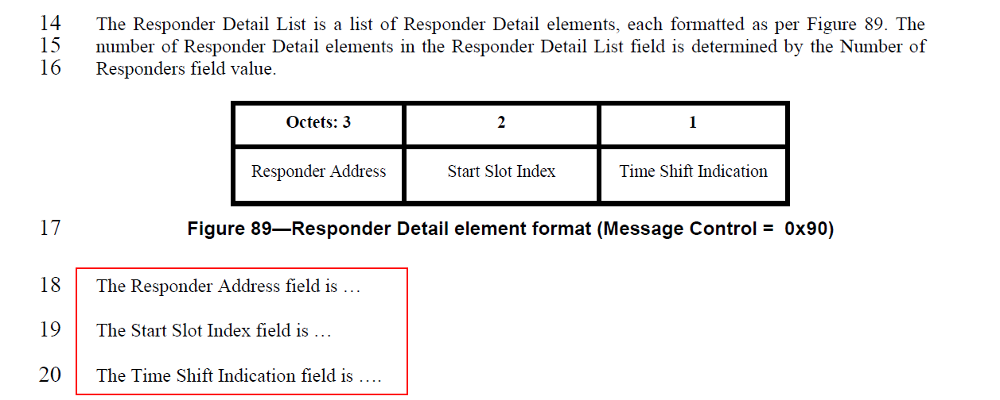 14 The Responder Detail List is a list of Responder Detail elements, each formatted as per Figure 89. The
15 number of Responder Detail elements in the Responder Detail List field is determined by the Number of
16 Responders field value.
Octets: 3 2 1
Responder Address Start Slot Index Time Shift Indication
17 Figure 89—Responder Detail element format (Message Control = 0x90)
18 The Responder Address field is …
19 The Start Slot Index field is …
20 The Time Shift Indication field is ….